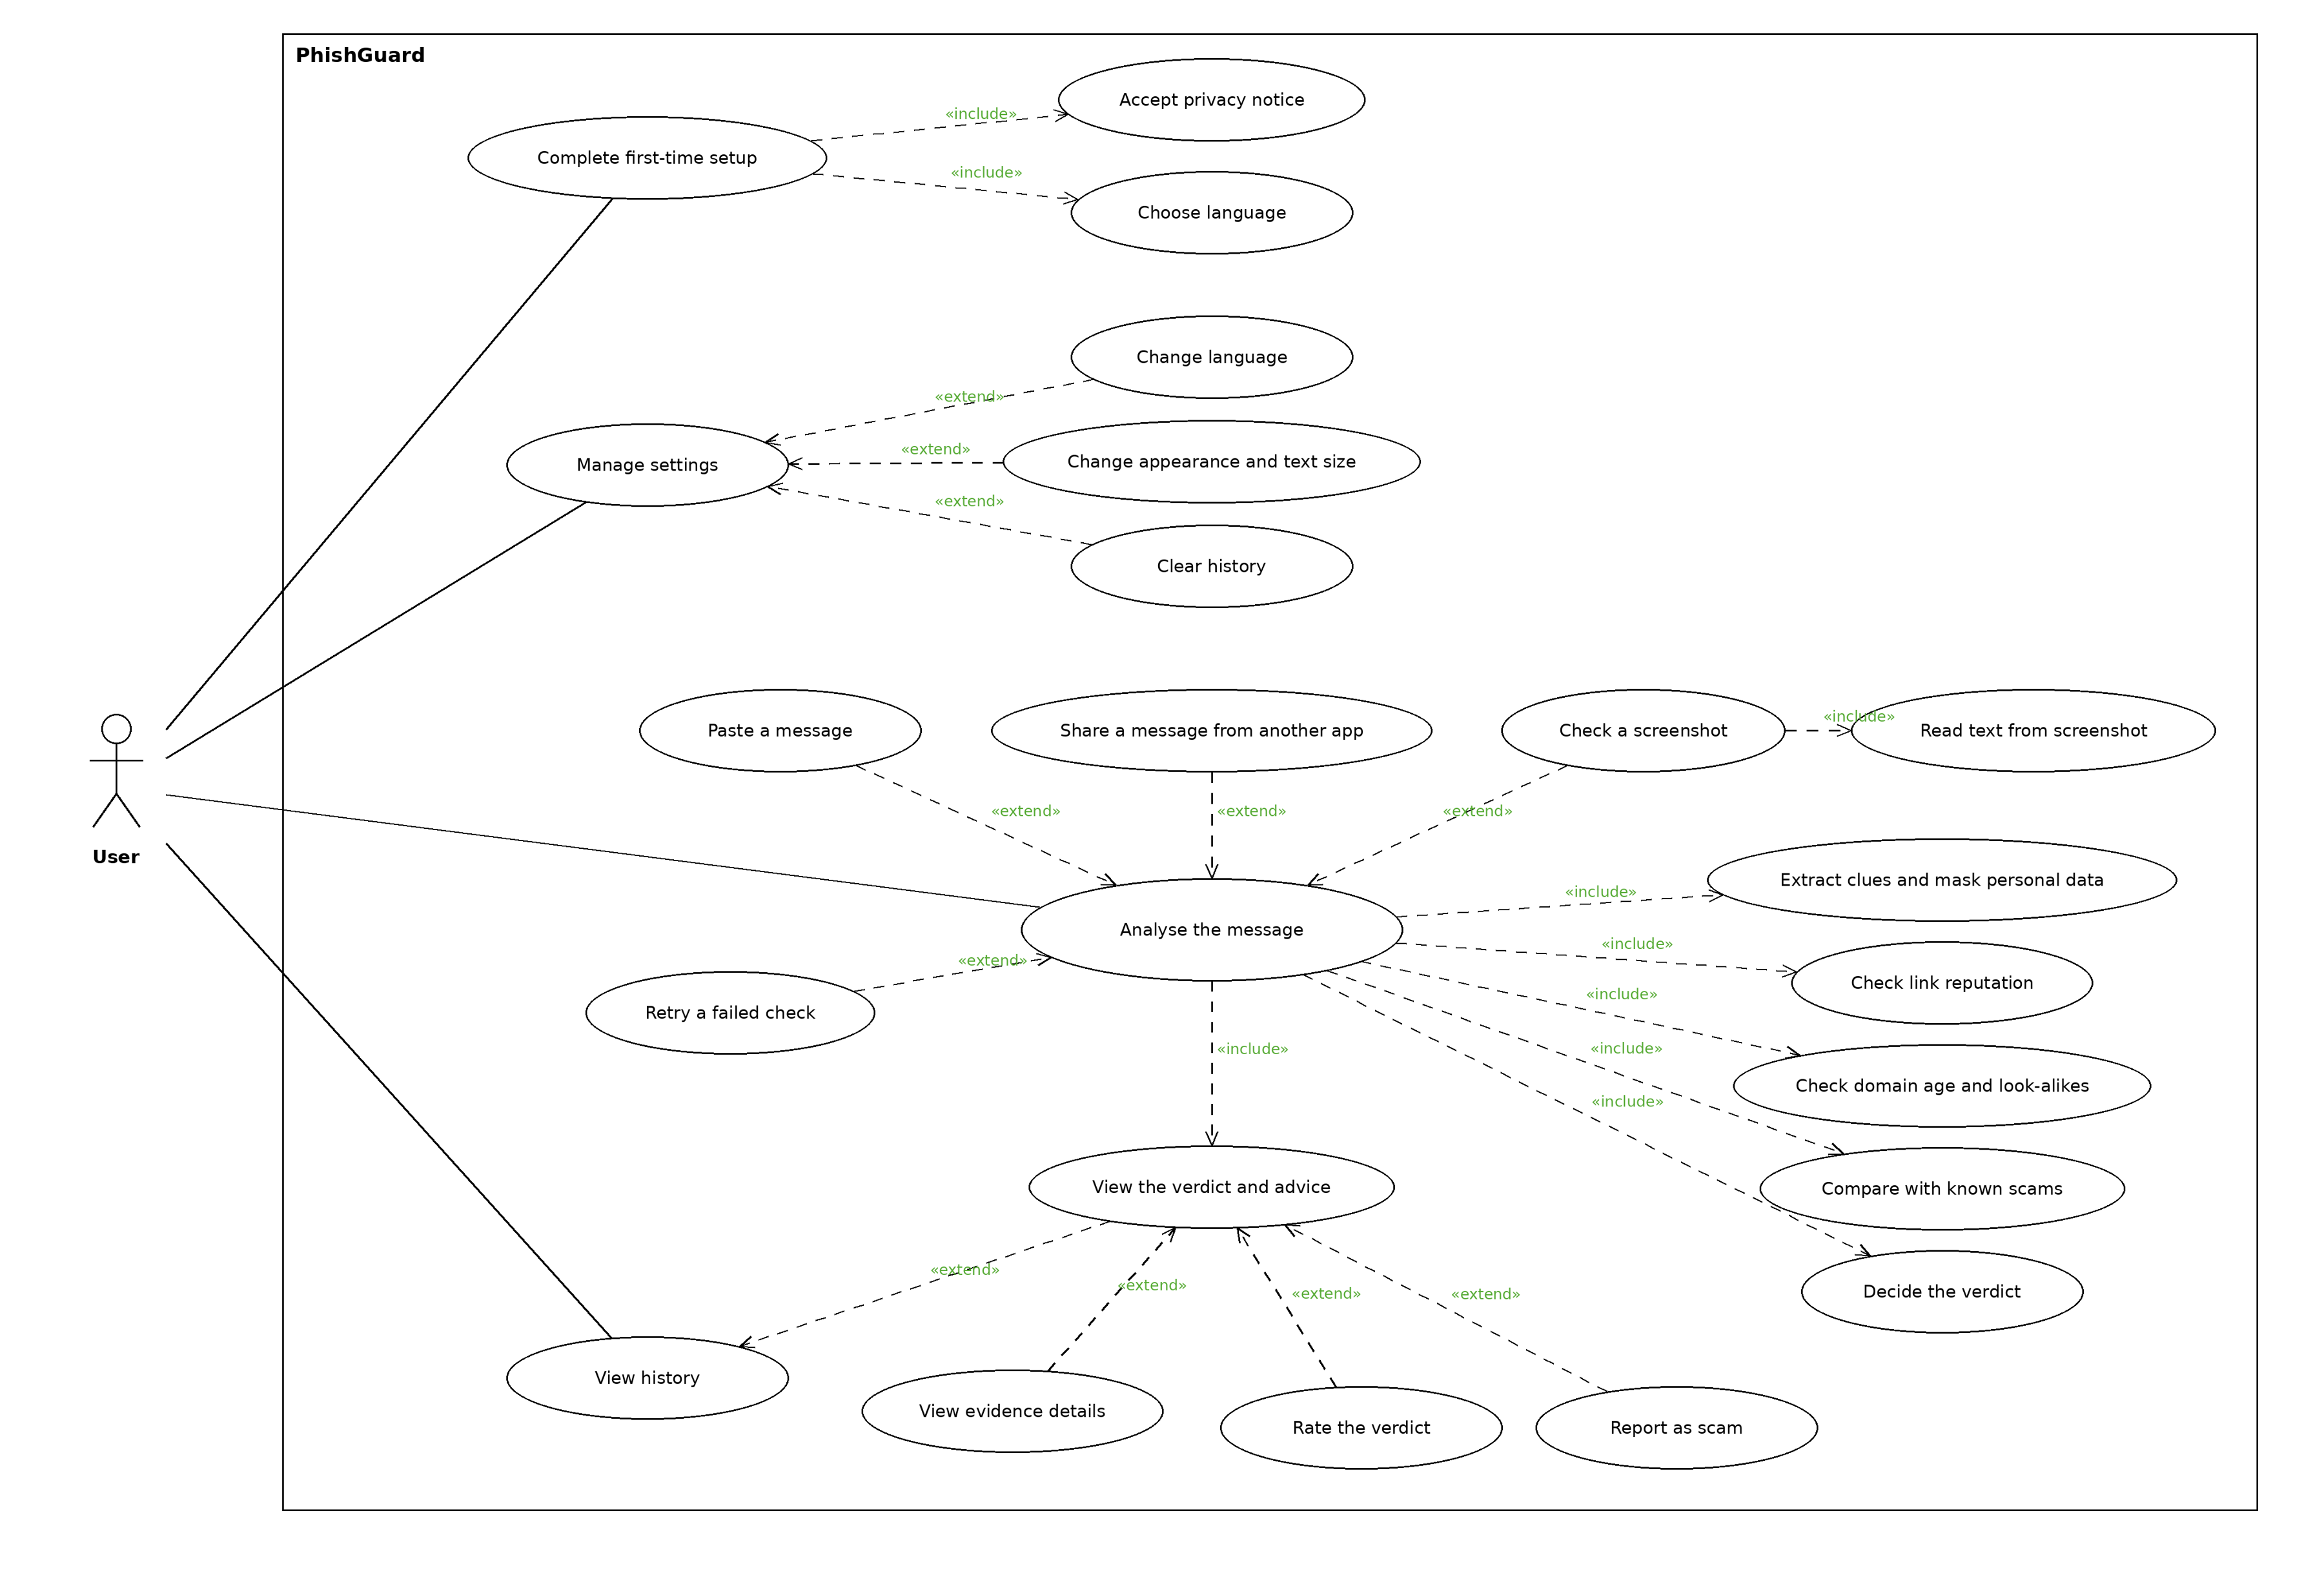 PhishGuard
Accept privacy notice
«include»
Complete first-time setup
«include»
Choose language
Change language
«extend»
«extend»
Manage settings
Change appearance and text size
«extend»
Clear history
«include»
Paste a message
Share a message from another app
Check a screenshot
Read text from screenshot
«extend»
«extend»
«extend»
User
Extract clues and mask personal data
«include»
Analyse the message
«include»
«extend»
Check link reputation
«include»
Retry a failed check
«include»
«include»
Check domain age and look-alikes
«include»
View the verdict and advice
Compare with known scams
«extend»
«extend»
«extend»
«extend»
Decide the verdict
View history
View evidence details
Rate the verdict
Report as scam